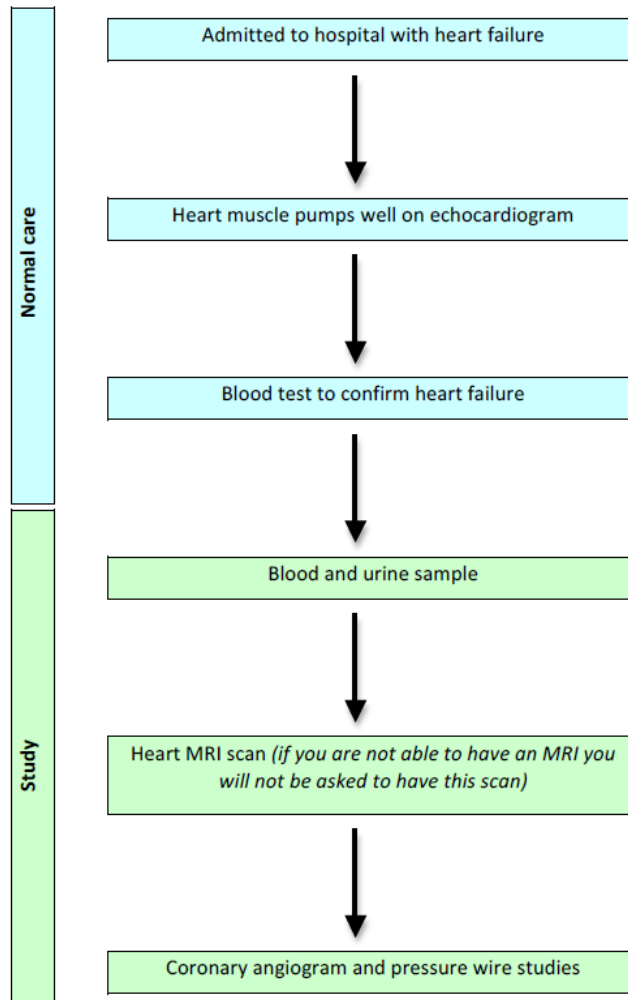 Normal care
Admitted to hospital with heart failure
Heart muscle pumps well on echocardiogram
Blood test to confirm heart failure
Study
Blood and urine sample
Heart MRI scan (if you are not able to have an MRI you
will not be asked to have this scan)
Coronary angiogram and pressure wire studies